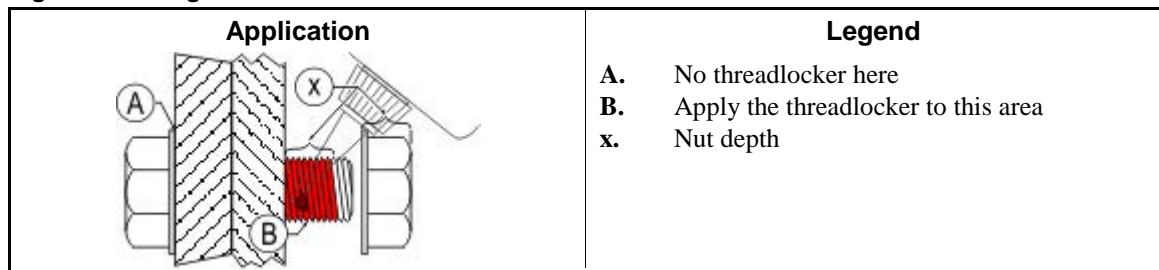 Application
Legend
A
x
B
A. No threadlocker here
B. Apply the threadlocker to this area
x. Nut depth